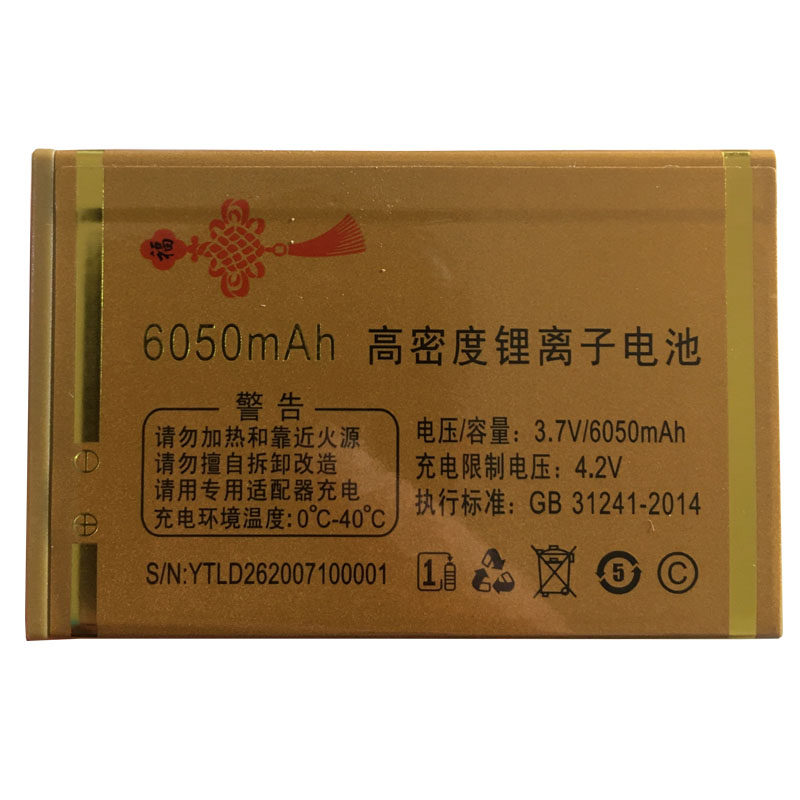 福
6050mAh 高密度锂离子电池
警告
请勿加热和靠近火源
请勿擅自拆卸改造
请用专用适配器充电
充电环境温度:0℃-40℃
电压/容量: 3.7V/6050mAh
充电限制电压: 4.2V
执行标准: GB 31241-2014
S/N:YTLD262007100001
1
5
C